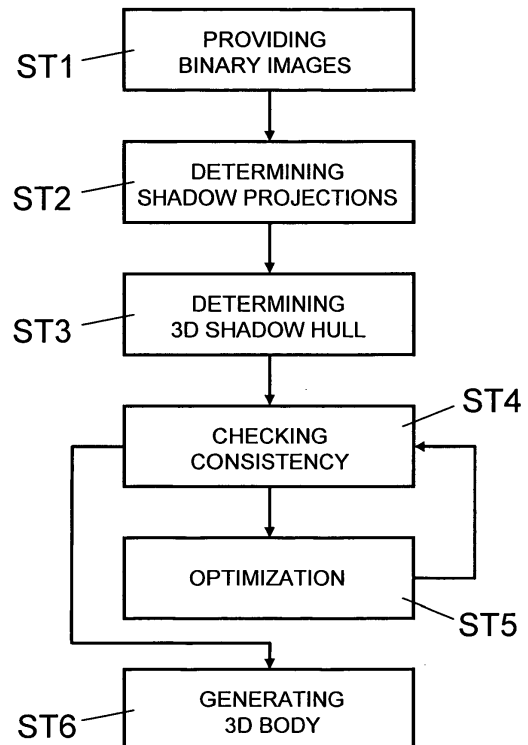 ST1
PROVIDING
BINARY IMAGES
ST2
DETERMINING
SHADOW PROJECTIONS
ST3
DETERMINING
3D SHADOW HULL
ST4
CHECKING
CONSISTENCY
OPTIMIZATION
ST5
ST6
GENERATING
3D BODY